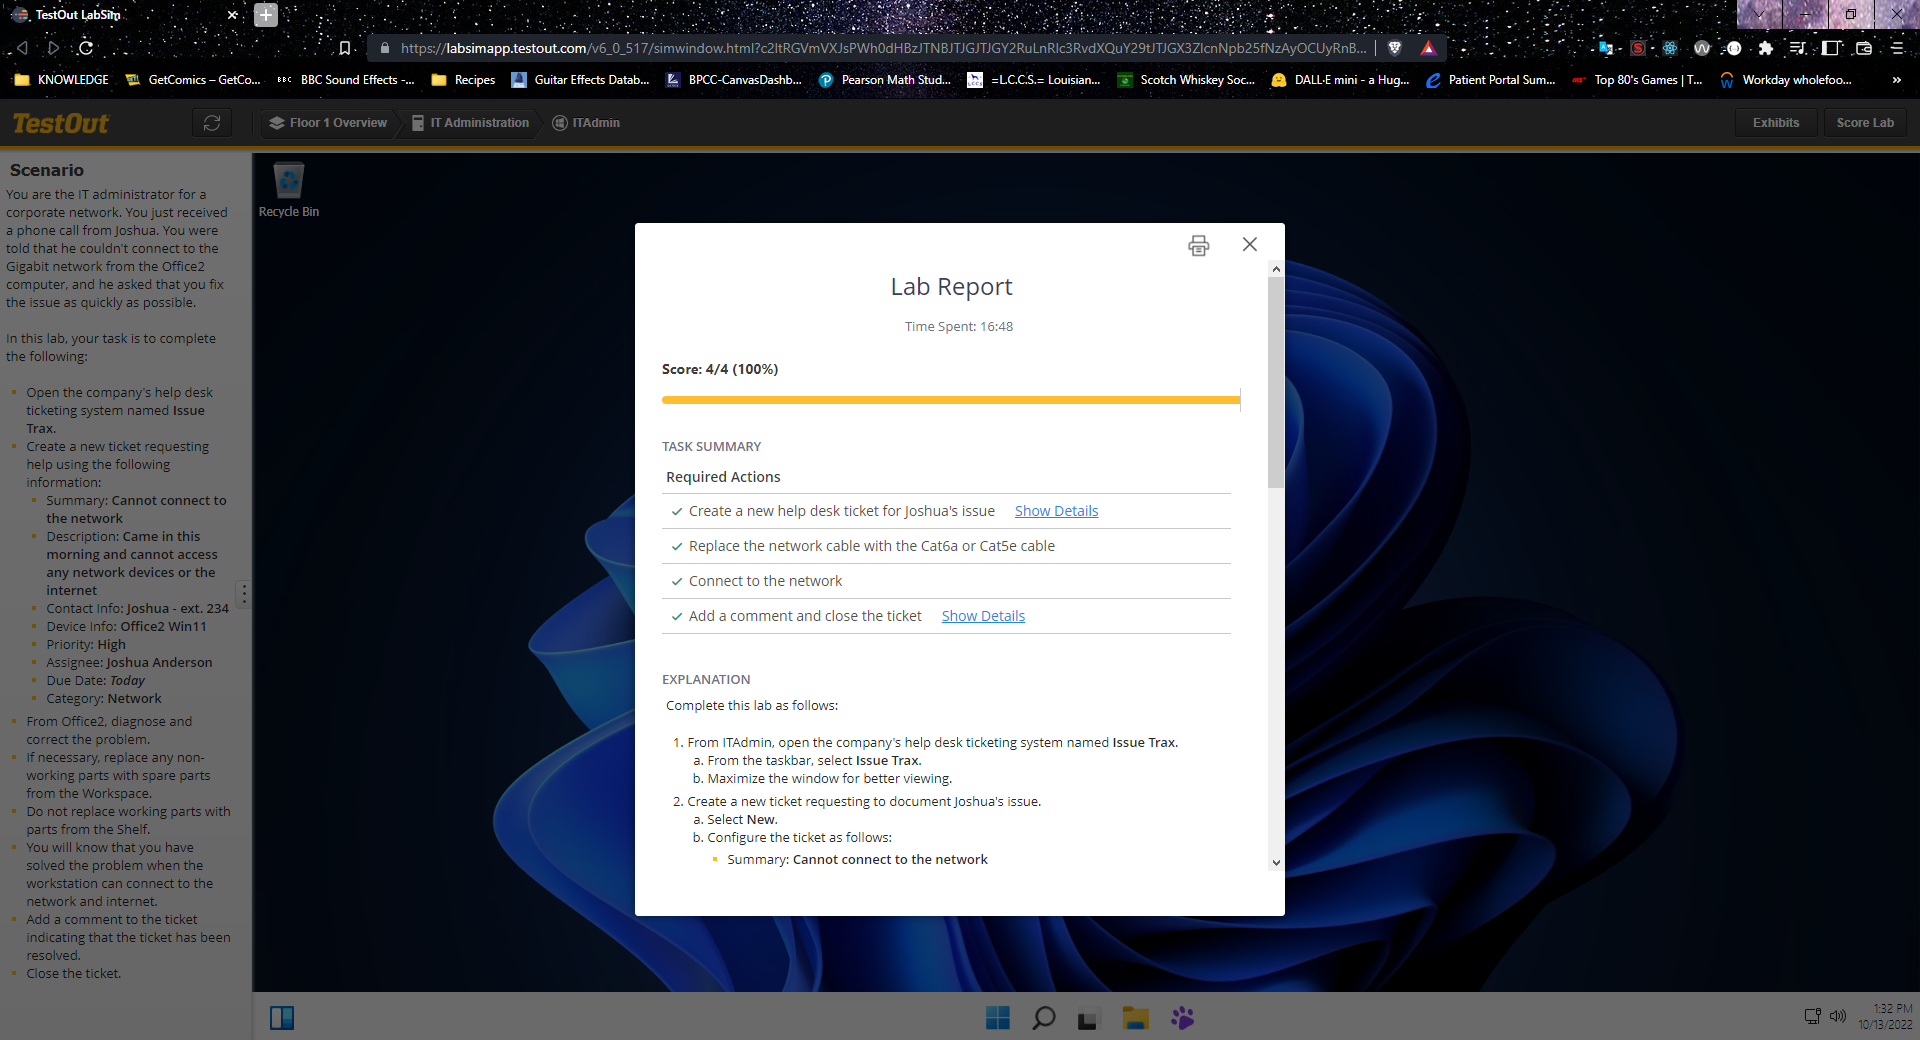 TestOut LabSim
https://labsimapp.testout.com/v6_0_517/simwindow.html?c2ltRGVmVXJsPWh0dHBzJTNBJTJGJTJGY2RuLnRlc3RvdXQuY29tJTJGX3ZlcnNpb25fNzAyOCUyRnB...
KNOWLEDGE
GetComics – GetCo...
BBC BBC Sound Effects -...
Recipes
Guitar Effects Datab...
BPCC-CanvasDashb...
Pearson Math Stud...
=L.C.C.S.= Louisian...
Scotch Whiskey Soc...
DALL·E mini - a Hug...
Patient Portal Sum...
Top 80's Games | T...
Workday wholefoo...
»
TestOut
Floor 1 Overview
IT Administration
ITAdmin
Exhibits
Score Lab
Scenario
You are the IT administrator for a
corporate network. You just received
a phone call from Joshua. You were
told that he couldn't connect to the
Gigabit network from the Office2
computer, and he asked that you fix
the issue as quickly as possible.
In this lab, your task is to complete
the following:
Open the company's help desk
ticketing system named Issue
Trax.
Create a new ticket requesting
help using the following
information:
Summary: Cannot connect to
the network
Description: Came in this
morning and cannot access
any network devices or the
internet
Contact Info: Joshua - ext. 234
Device Info: Office2 Win11
Priority: High
Assignee: Joshua Anderson
Due Date: Today
Category: Network
From Office2, diagnose and
correct the problem.
If necessary, replace any non-
working parts with spare parts
from the Workspace.
Do not replace working parts with
parts from the Shelf.
You will know that you have
solved the problem when the
workstation can connect to the
network and internet.
Add a comment to the ticket
indicating that the ticket has been
resolved.
Close the ticket.
Recycle Bin
Lab Report
Time Spent: 16:48
Score: 4/4 (100%)
TASK SUMMARY
Required Actions
Create a new help desk ticket for Joshua's issue Show Details
Replace the network cable with the Cat6a or Cat5e cable
Connect to the network
Add a comment and close the ticket Show Details
EXPLANATION
Complete this lab as follows:
1. From ITAdmin, open the company's help desk ticketing system named Issue Trax.
a. From the taskbar, select Issue Trax.
b. Maximize the window for better viewing.
2. Create a new ticket requesting to document Joshua's issue.
a. Select New.
b. Configure the ticket as follows:
Summary: Cannot connect to the network
1:32 PM
10/13/2022